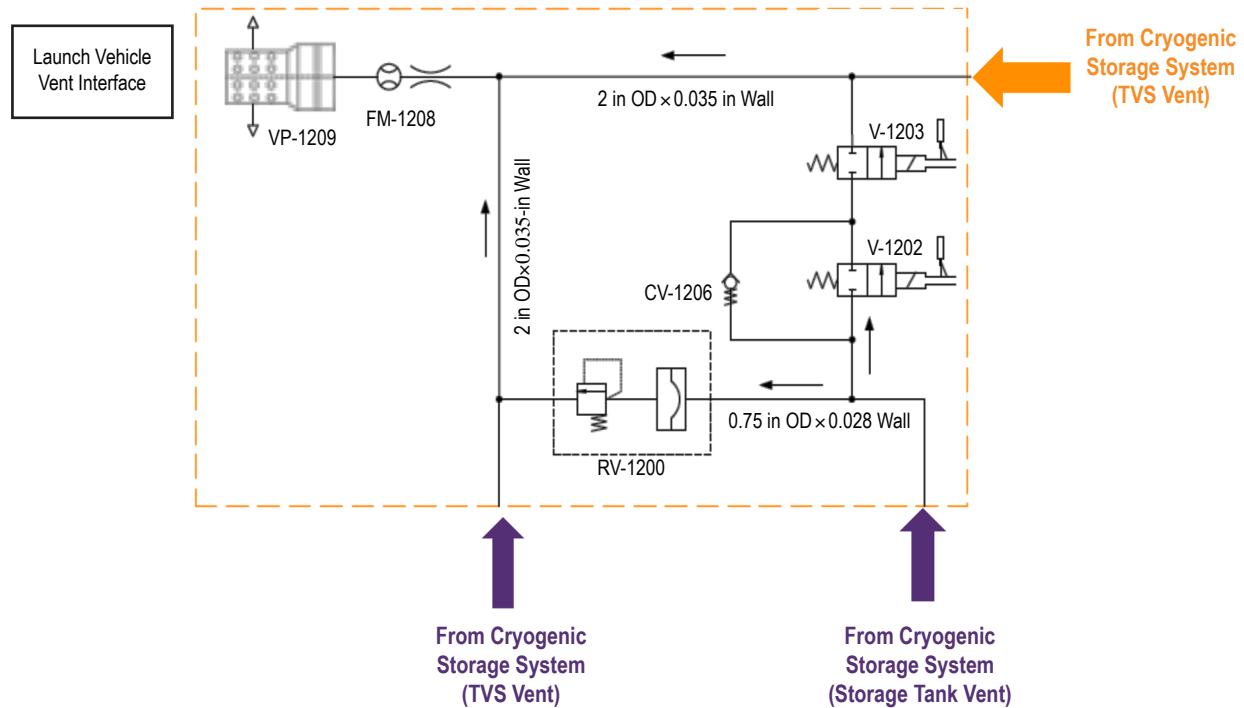 Launch Vehicle
Vent Interface
VP-1209
FM-1208
2 in OD × 0.035 in Wall
From Cryogenic
Storage System
(TVS Vent)
V-1203
2 in OD×0.035-in Wall
V-1202
CV-1206
0.75 in OD × 0.028 Wall
RV-1200
From Cryogenic
Storage System
(TVS Vent)
From Cryogenic
Storage System
(Storage Tank Vent)